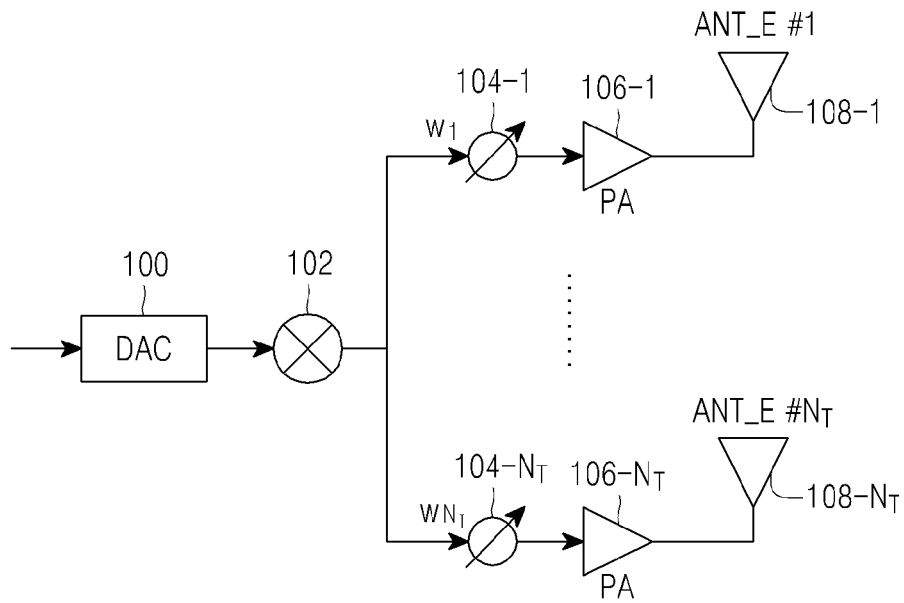 ANT_E #1
104-1
106-1
108-1
W1
PA
100
102
DAC
ANT_E #NT
104-NT
106-NT
108-NT
WNT
PA